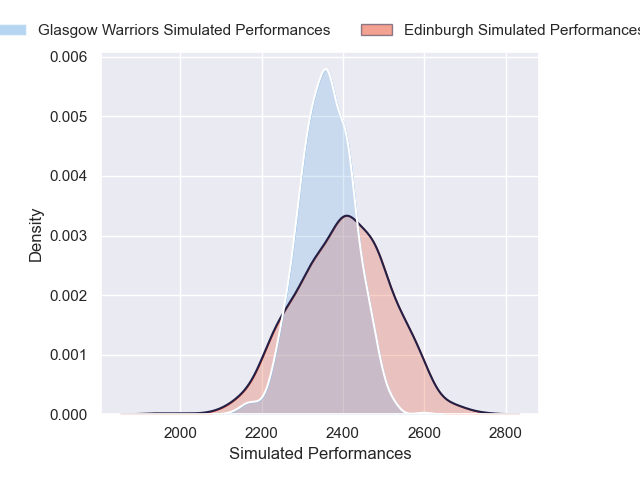 Glasgow Warriors Simulated Performances Edinburgh Simulated Performances
0.006
0.005
0.004
0.003
0.002
0.001
0.000
Density
2000 2200 2400 2600 2800
Simulated Performances